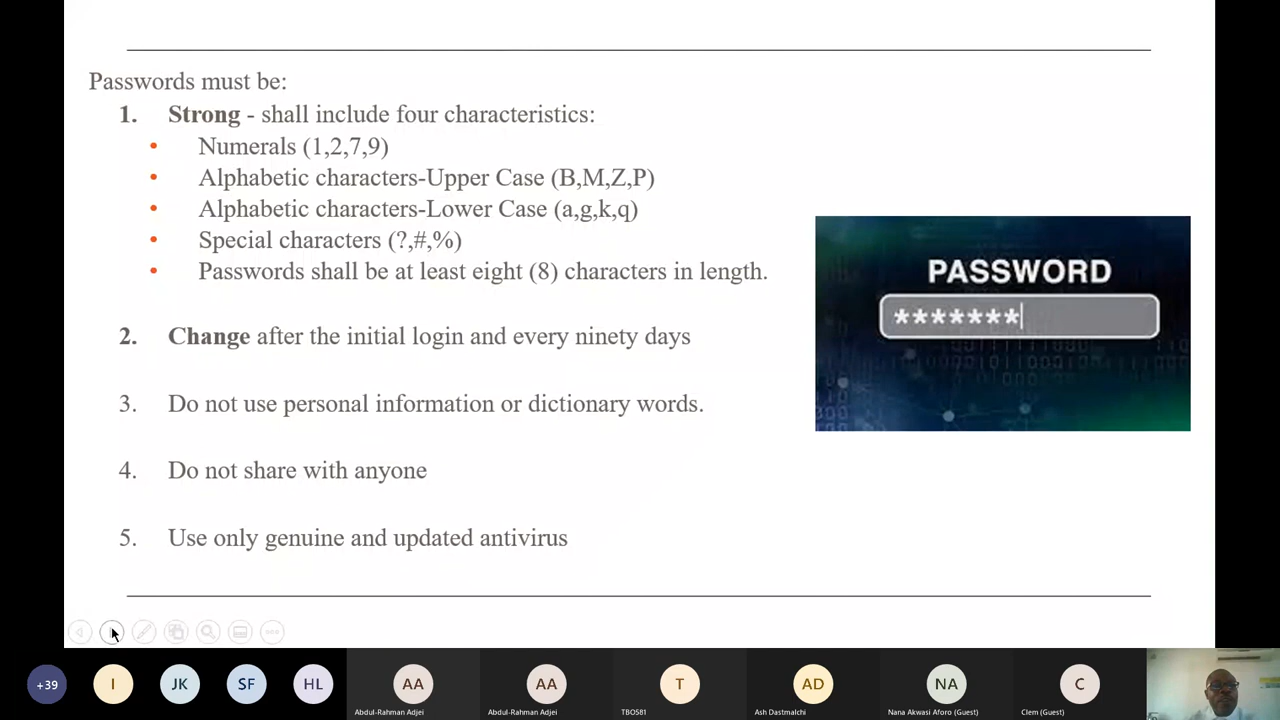 Passwords must be:
1. Strong - shall include four characteristics:
• Numerals (1,2,7,9)
• Alphabetic characters-Upper Case (B,M,Z,P)
• Alphabetic characters-Lower Case (a,g,k,q)
• Special characters (?,#,%)
• Passwords shall be at least eight (8) characters in length.
PASSWORD
*******
2. Change after the initial login and every ninety days
3. Do not use personal information or dictionary words.
4. Do not share with anyone
5. Use only genuine and updated antivirus
+39 I JK SF HL AA AA T AD NA C
Abdul-Rahman Adjei Abdul-Rahman Adjei TBOS81 Ash Dastmalchi Nana Akwasi Aforo (Guest) Clem (Guest)